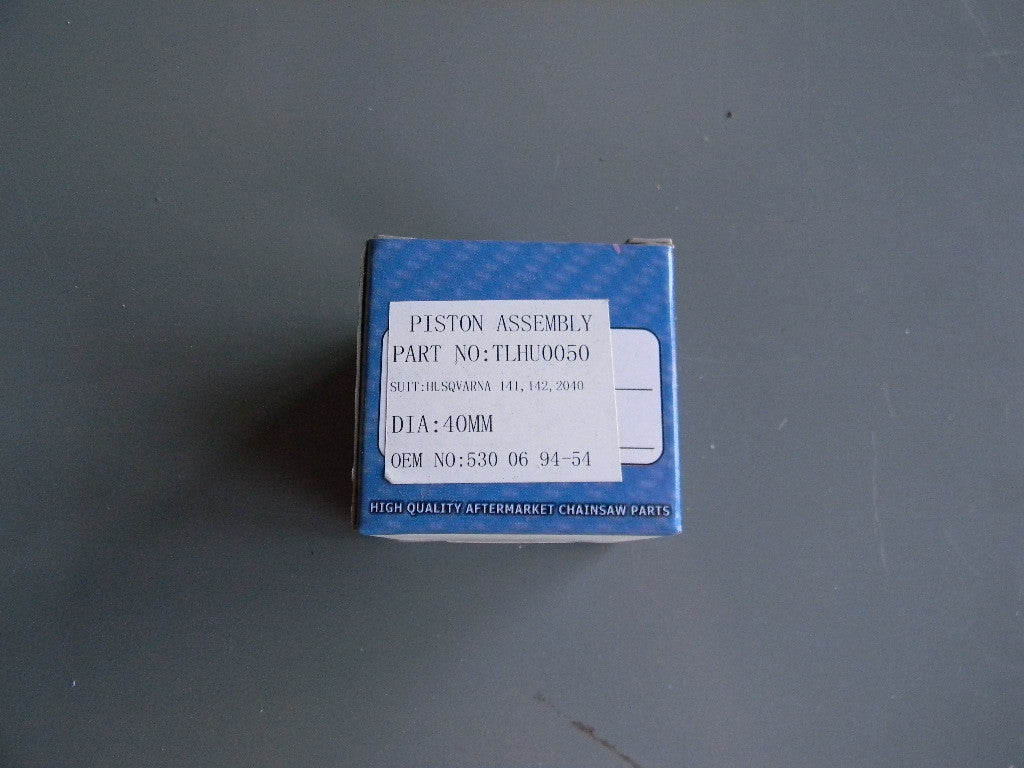 PISTON ASSEMBLY
PART NO:TLHU0050
SUIT:HUSQVARNA 141,142,2040
DIA:40MM
OEM NO:530 06 94-54
HIGH QUALITY AFTERMARKET CHAINSAW PARTS